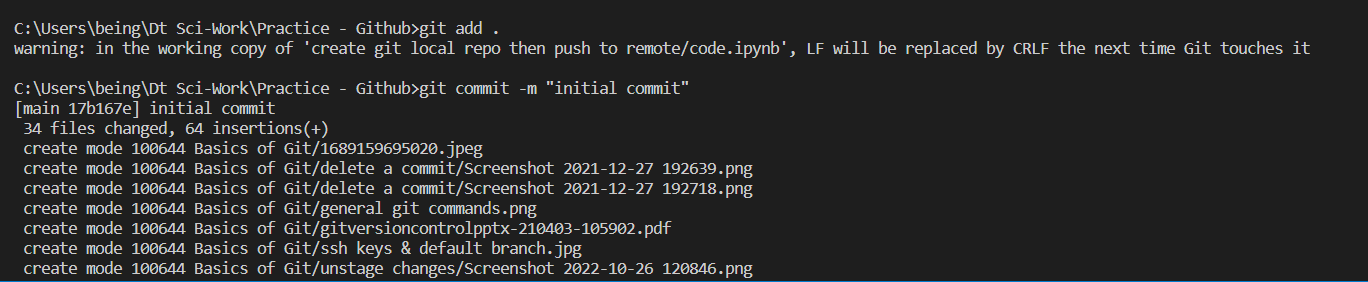 C:\Users\being\Dt Sci-Work\Practice - Github>git add .
warning: in the working copy of 'create git local repo then push to remote/code.ipynb', LF will be replaced by CRLF the next time Git touches it
C:\Users\being\Dt Sci-Work\Practice - Github>git commit -m "initial commit"
[main 17b167e] initial commit
 34 files changed, 64 insertions(+)
 create mode 100644 Basics of Git/1689159695020.jpeg
 create mode 100644 Basics of Git/delete a commit/Screenshot 2021-12-27 192639.png
 create mode 100644 Basics of Git/delete a commit/Screenshot 2021-12-27 192718.png
 create mode 100644 Basics of Git/general git commands.png
 create mode 100644 Basics of Git/gitversioncontrolpptx-210403-105902.pdf
 create mode 100644 Basics of Git/ssh keys & default branch.jpg
 create mode 100644 Basics of Git/unstage changes/Screenshot 2022-10-26 120846.png